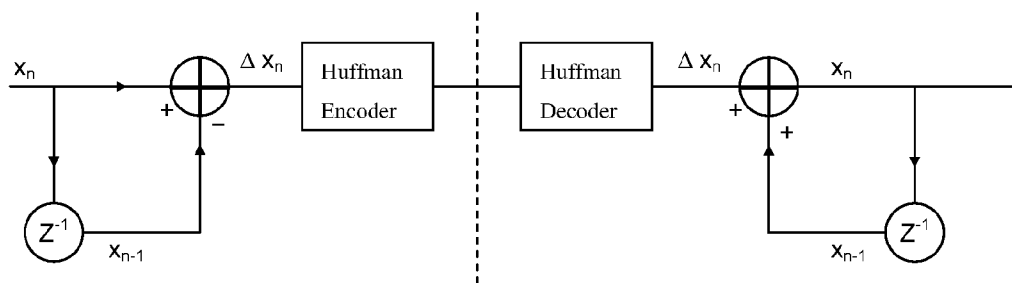 xₙ
+
−
Δ xₙ
Huffman
Encoder
Huffman
Decoder
Δ xₙ
+
+
xₙ
Z⁻¹
xₙ₋₁
xₙ₋₁
Z⁻¹